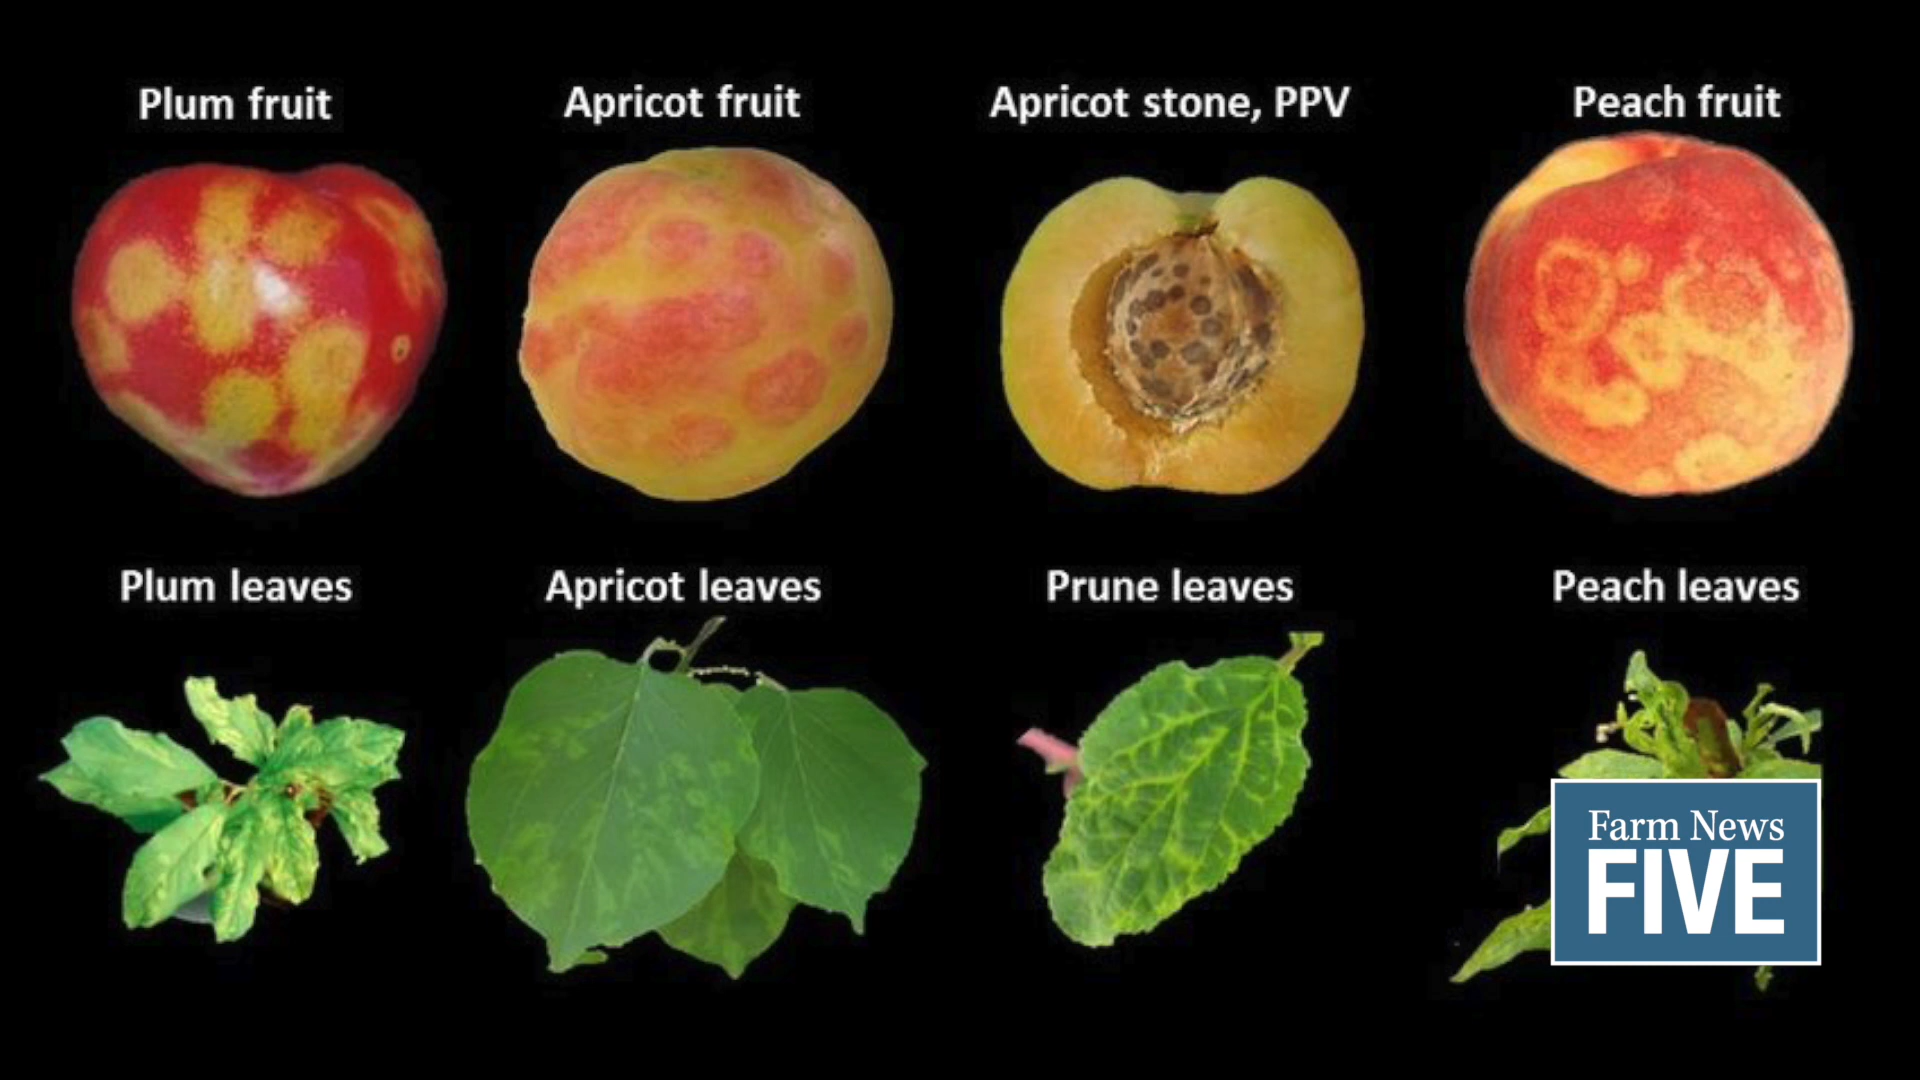 Plum fruit
Apricot fruit
Apricot stone, PPV
Peach fruit
Plum leaves
Apricot leaves
Prune leaves
Peach leaves
Farm News
FIVE